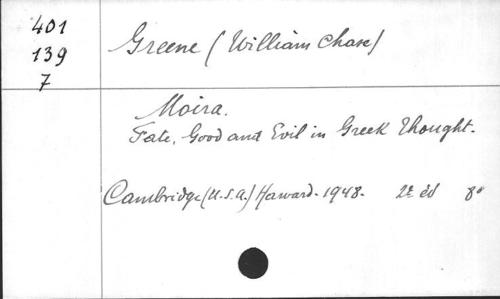 401
139
7
Greene (William Chase)
Moira.
Fate, Good and Evil in Greek Thought.
Cambridge (U.S.A.) Harvard. 1948. 2e éd 8°